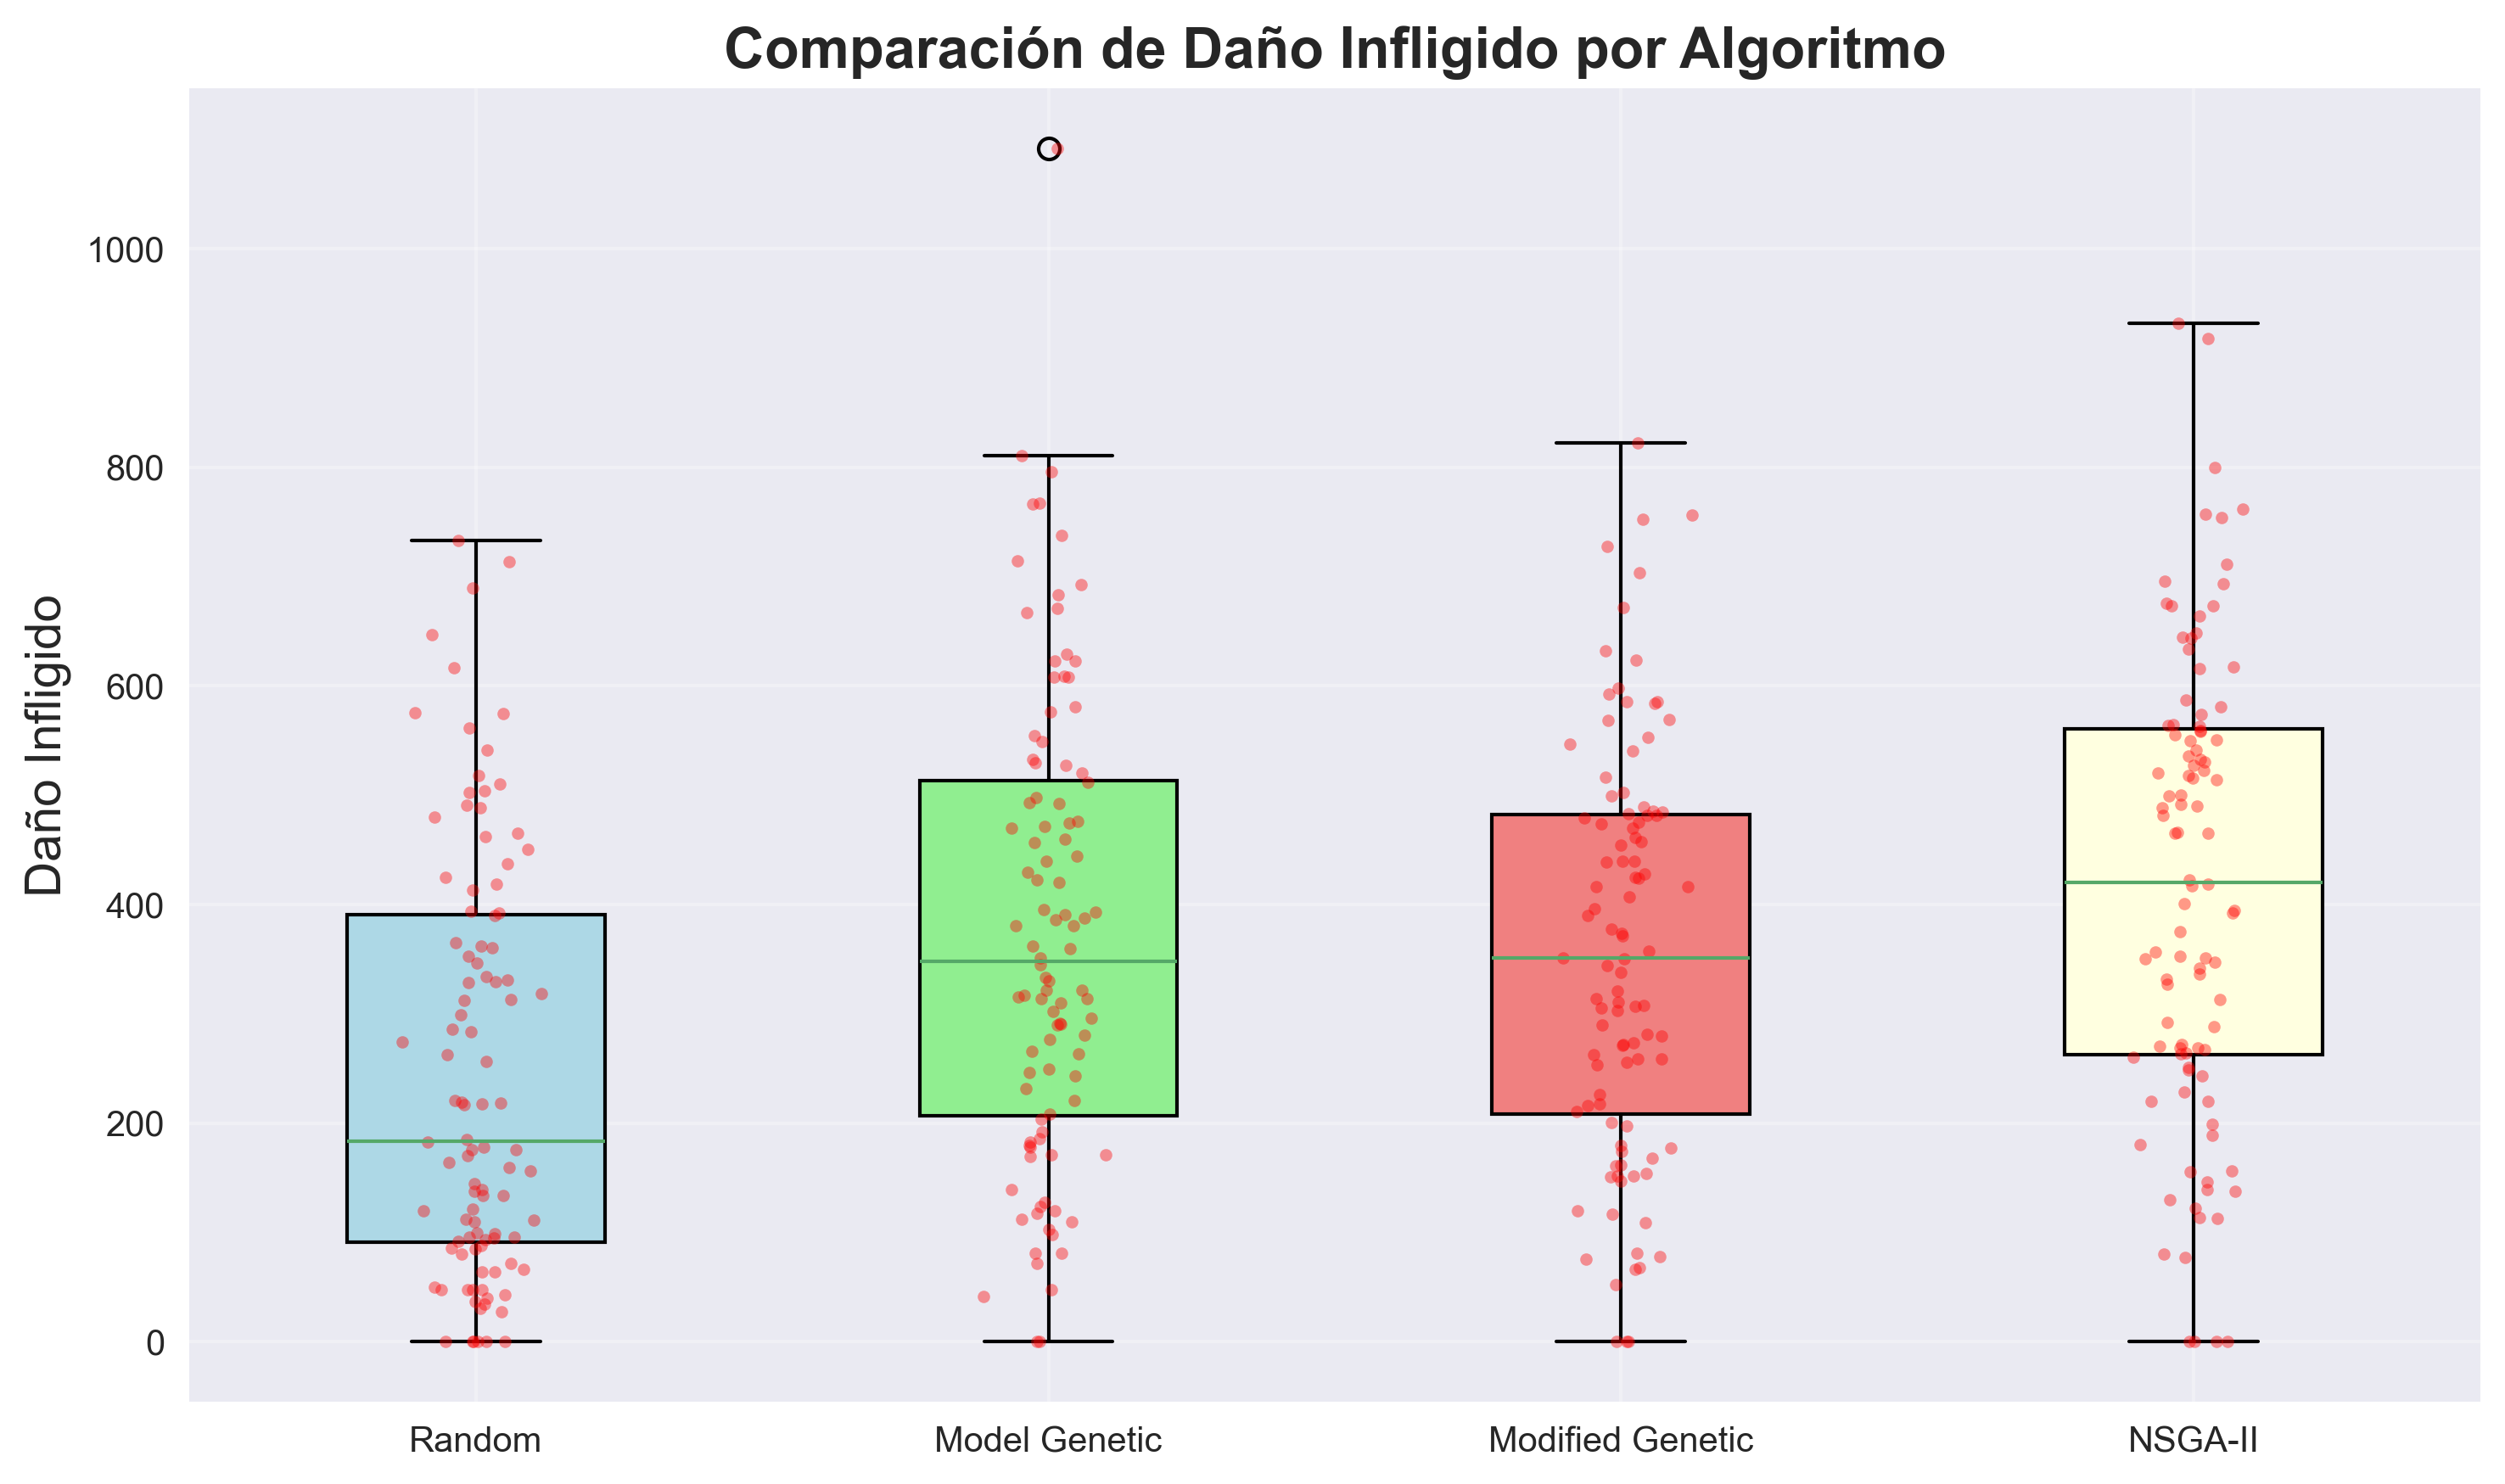 Comparación de Daño Infligido por Algoritmo
Daño Infligido
1000
800
600
400
200
0
Random
Model Genetic
Modified Genetic
NSGA-II